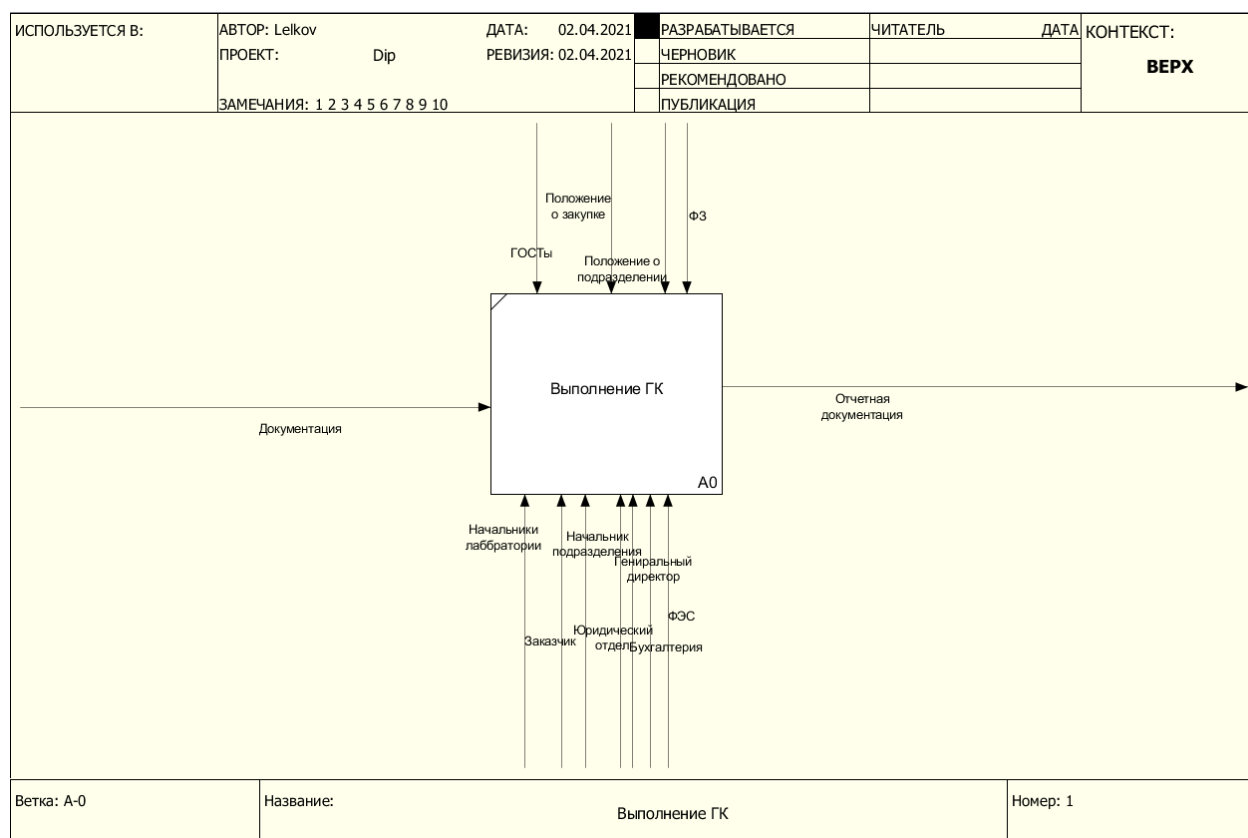 ИСПОЛЬЗУЕТСЯ В:
АВТОР: Lelkov
ДАТА: 02.04.2021
РАЗРАБАТЫВАЕТСЯ
ЧИТАТЕЛЬ
ДАТА
КОНТЕКСТ:
ПРОЕКТ: Dip
РЕВИЗИЯ: 02.04.2021
ЧЕРНОВИК
ВЕРХ
РЕКОМЕНДОВАНО
ЗАМЕЧАНИЯ: 1 2 3 4 5 6 7 8 9 10
ПУБЛИКАЦИЯ
Положение
о закупке
ФЗ
ГОСТы
Положение о
подразделении
Выполнение ГК
A0
Документация
Отчетная
документация
Начальники
лаббратории
Начальник
подразделения
Гениральный
директор
ФЭС
Заказчик
Юридический
отдел
Бухгалтерия
Ветка: A-0
Название:
Выполнение ГК
Номер: 1